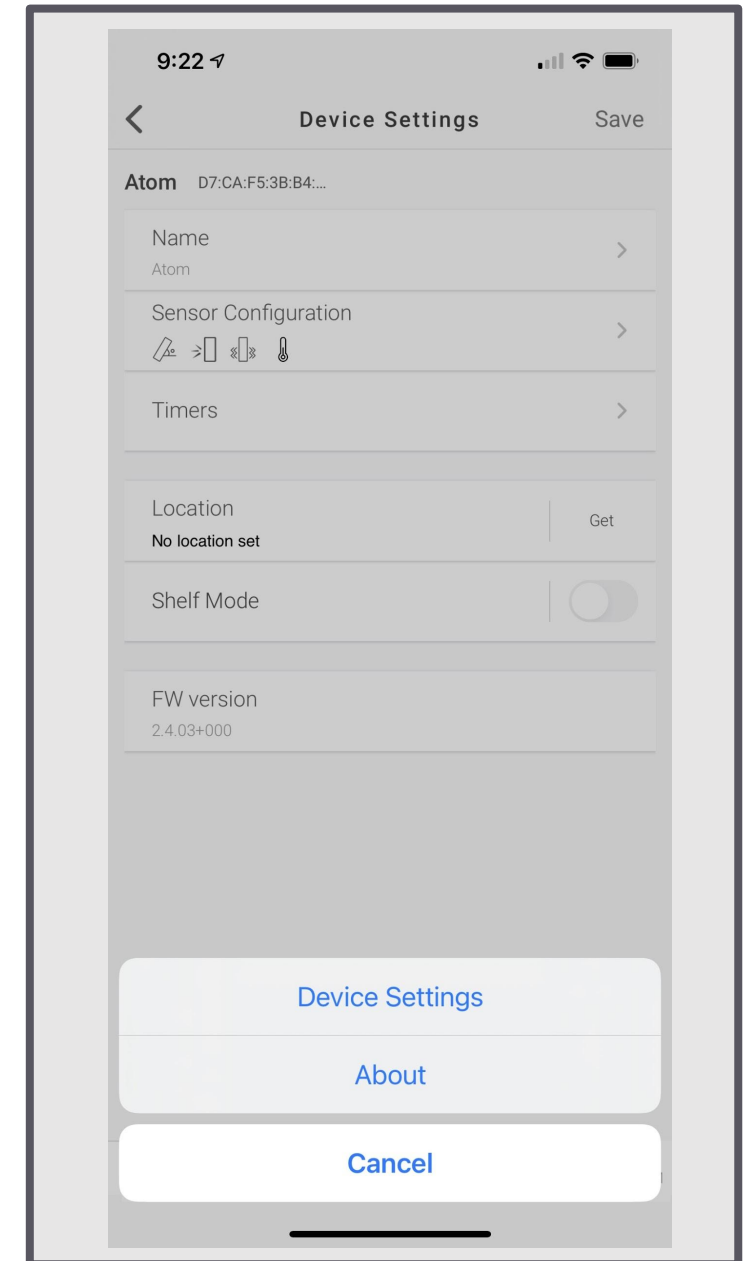 9:22
Device Settings Save
Atom D7:CA:F5:3B:B4:...
Name
Atom
Sensor Configuration
Timers
Location
No location set
Get
Shelf Mode
FW version
2.4.03+000
Device Settings
About
Cancel